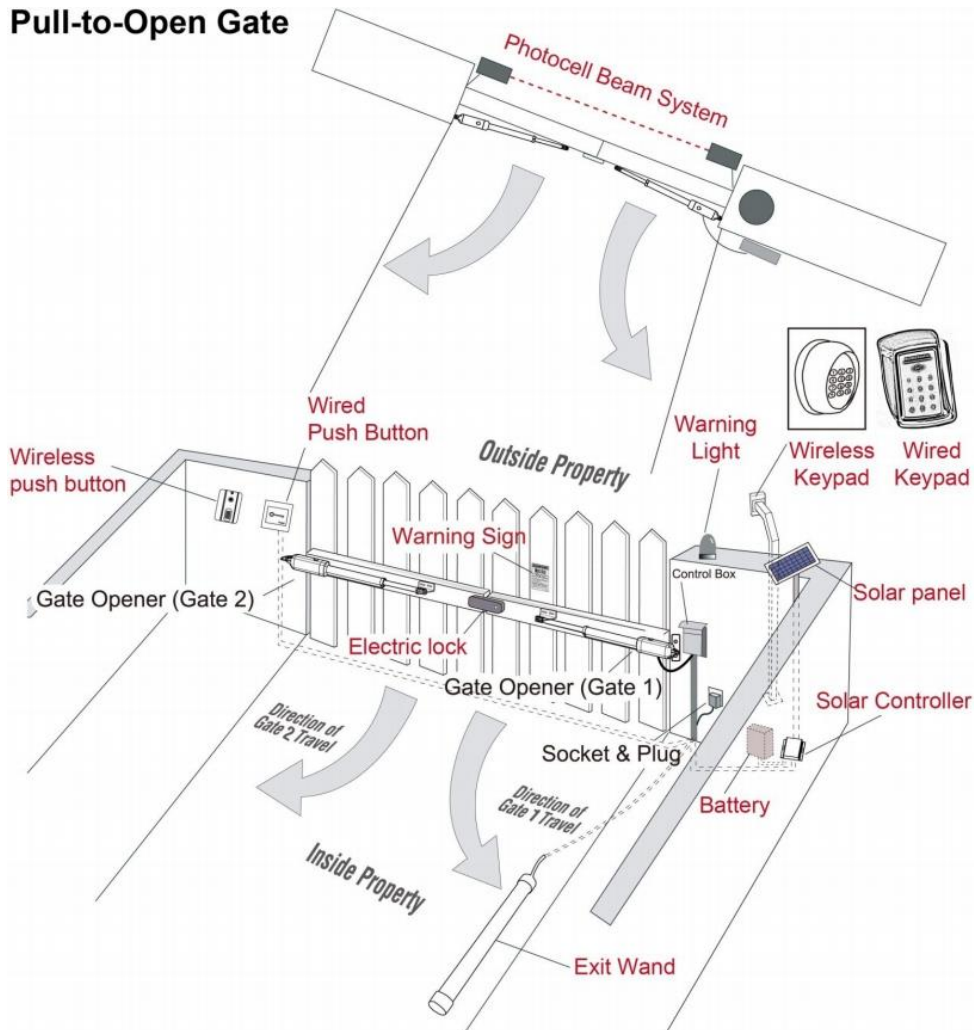 Pull-to-Open Gate
Photocell Beam System
Wireless
push button
Wired
Push Button
Outside Property
Warning
Light
Wireless
Keypad
Wired
Keypad
Warning Sign
Control Box
Solar panel
Gate Opener (Gate 2)
Electric lock
Gate Opener (Gate 1)
Solar Controller
Direction of
Gate 2 Travel
Socket & Plug
Battery
Direction of
Gate 1 Travel
Inside Property
Exit Wand